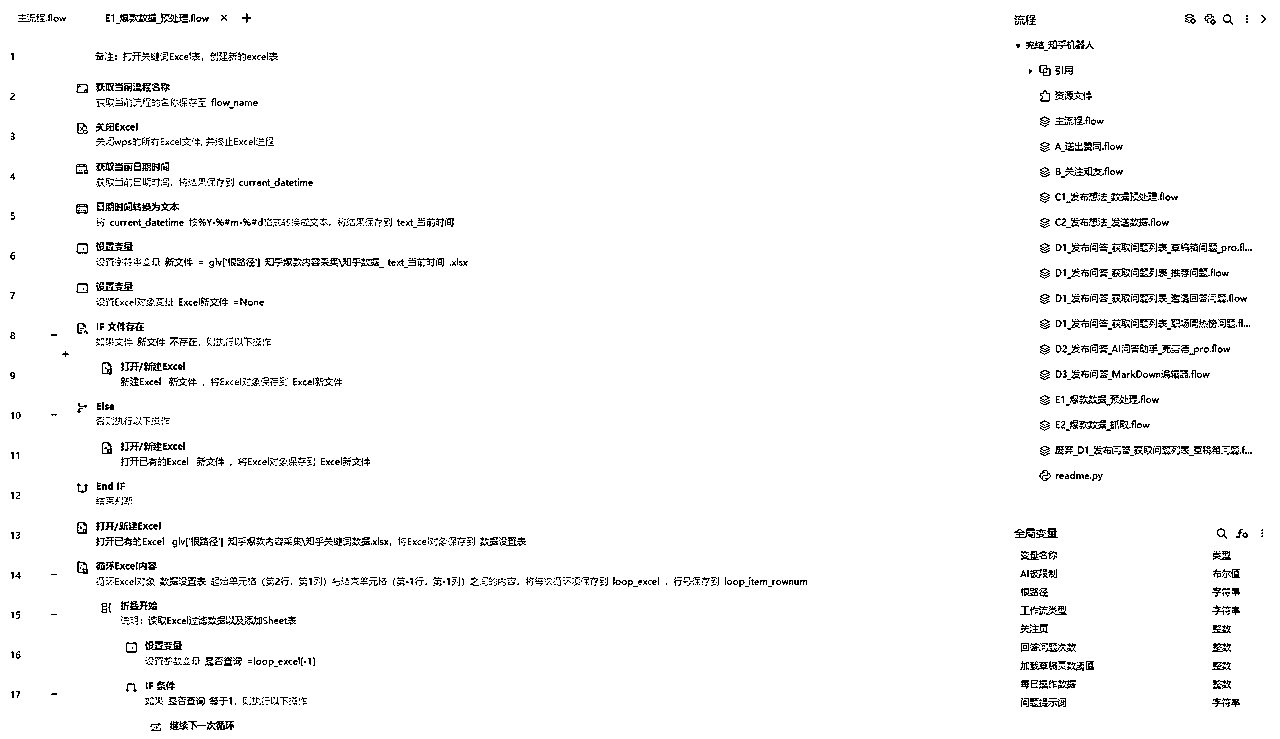 主流程.flow
E1_爆款数据_预处理.flow
1
备注：打开关键词Excel表，创建新的excel表
2
获取当前流程名称
获取当前流程的名称保存至 flow_name
3
关闭Excel
关闭wps的所有Excel文件, 并终止Excel进程
4
获取当前日期时间
获取当前日期时间，将结果保存到 current_datetime
5
日期时间转换为文本
将 current_datetime 按%Y-%#m-%#d格式转换成文本，将结果保存到 text_当前时间
6
设置变量
设置字符串变量 新文件 = glv['根路径'] 知乎爆款内容采集\知乎数据_ text_当前时间 .xlsx
7
设置变量
设置Excel对象变量 Excel新文件 =None
8
IF 文件存在
如果文件 新文件 不存在，则执行以下操作
9
打开/新建Excel
新建Excel 新文件 ，将Excel对象保存到 Excel新文件
10
Else
否则执行以下操作
11
打开/新建Excel
打开已有的Excel 新文件 ，将Excel对象保存到 Excel新文件
12
End IF
结束判断
13
打开/新建Excel
打开已有的Excel glv['根路径'] 知乎爆款内容采集\知乎关键词数据.xlsx，将Excel对象保存到 数据设置表
14
循环Excel内容
循环Excel对象 数据设置表 起始单元格（第2行，第1列）与结束单元格（第-1行，第-1列）之间的内容，将每次循环项保存到 loop_excel ，行号保存到 loop_item_rownum
15
折叠开始
说明：读取Excel过滤数据以及添加Sheet表
16
设置变量
设置整数变量 是否查询 =loop_excel[-1]
17
IF 条件
如果 是否查询 等于1，则执行以下操作
继续下一次循环
流程
完结_知乎机器人
引用
资源文件
主流程.flow
A_送出赞同.flow
B_关注知友.flow
C1_发布想法_数据预处理.flow
C2_发布想法_发送数据.flow
D1_发布问答_获取问题列表_草稿箱问题_pro.fl...
D1_发布问答_获取问题列表_推荐问题.flow
D1_发布问答_获取问题列表_邀请回答问题.flow
D1_发布问答_获取问题列表_职场周热榜问题.fl...
D2_发布问答_AI问答助手_克劳德_pro.flow
D3_发布问答_MarkDown编辑器.flow
E1_爆款数据_预处理.flow
E2_爆款数据_抓取.flow
废弃_D1_发布问答_获取问题列表_草稿箱问题.f...
readme.py
全局变量
变量名称 类型
AI被限制 布尔值
根路径 字符串
工作流类型 字符串
关注页 整数
回答问题次数 整数
加载草稿页数阈值 整数
每日操作数据 整数
问题提示词 字符串